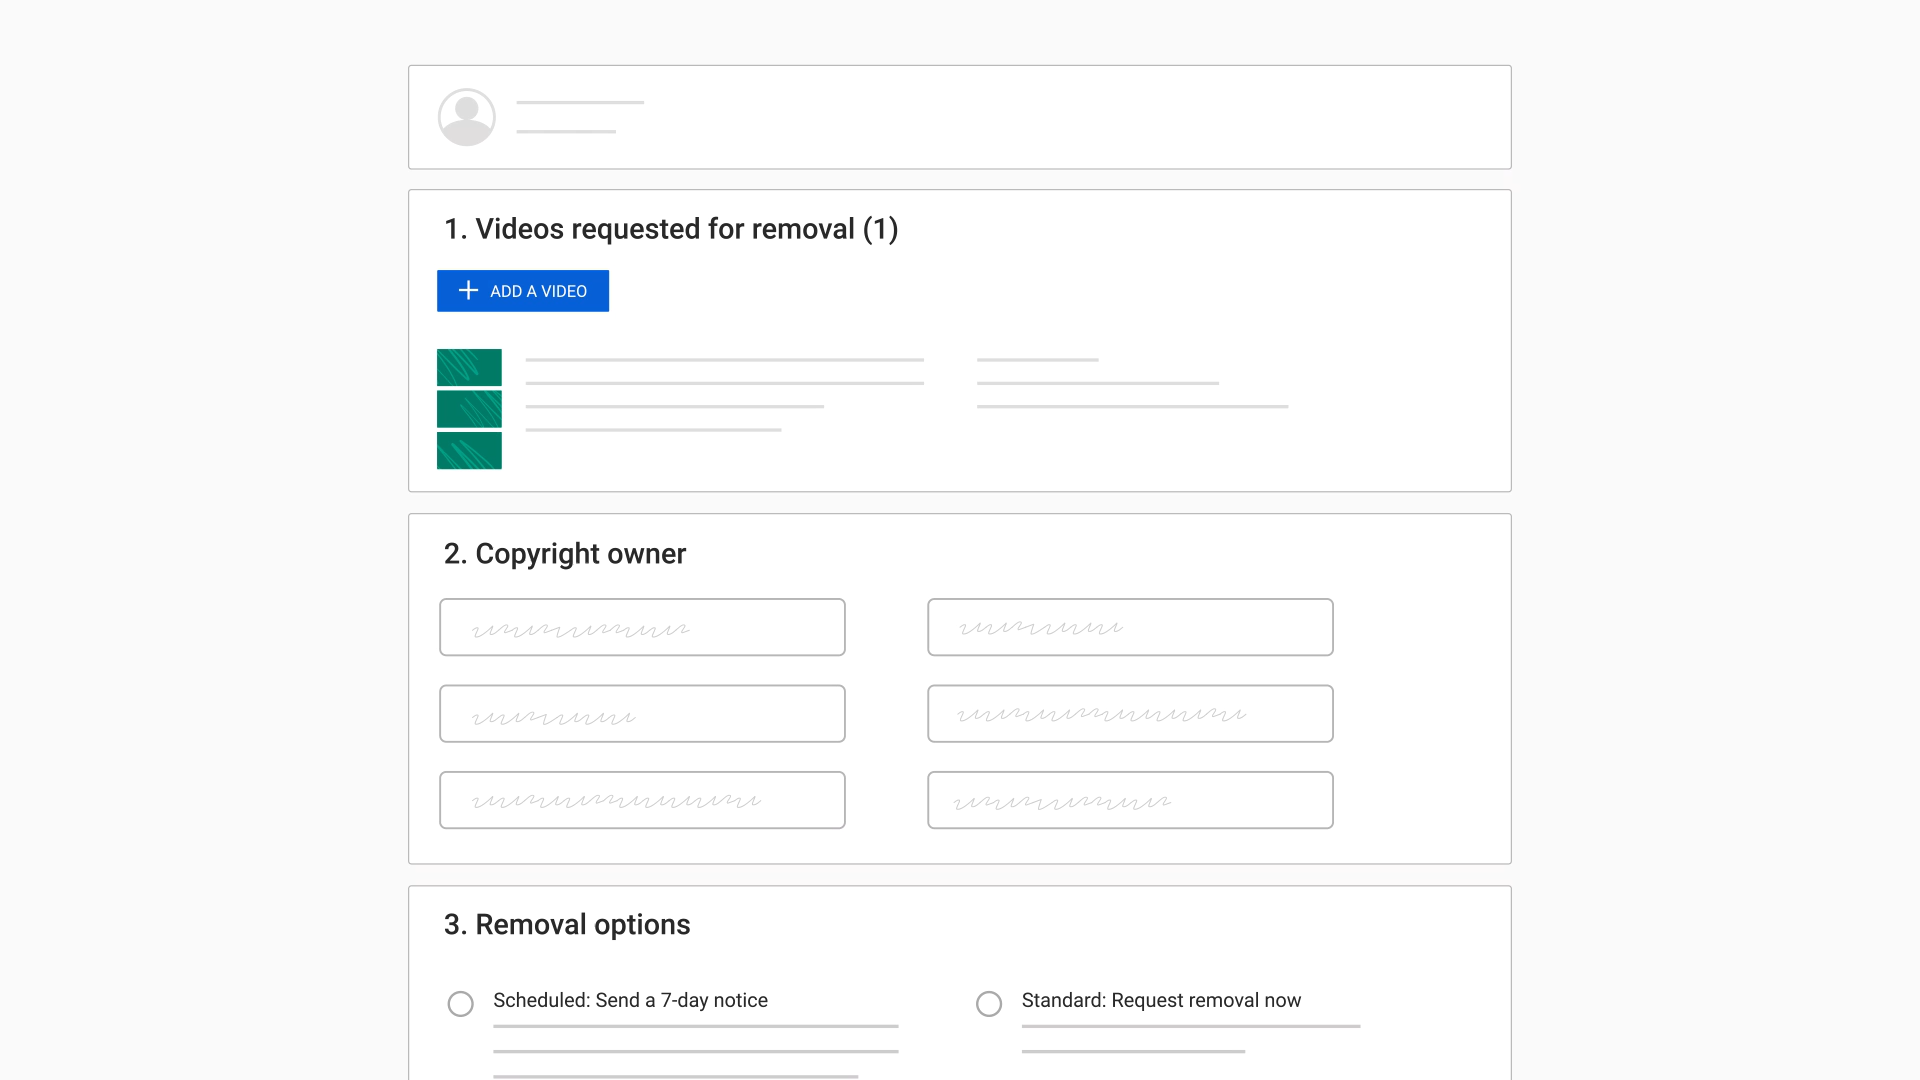 1. Videos requested for removal (1)
ADD A VIDEO
2. Copyright owner
3. Removal options
Scheduled: Send a 7-day notice
Standard: Request removal now